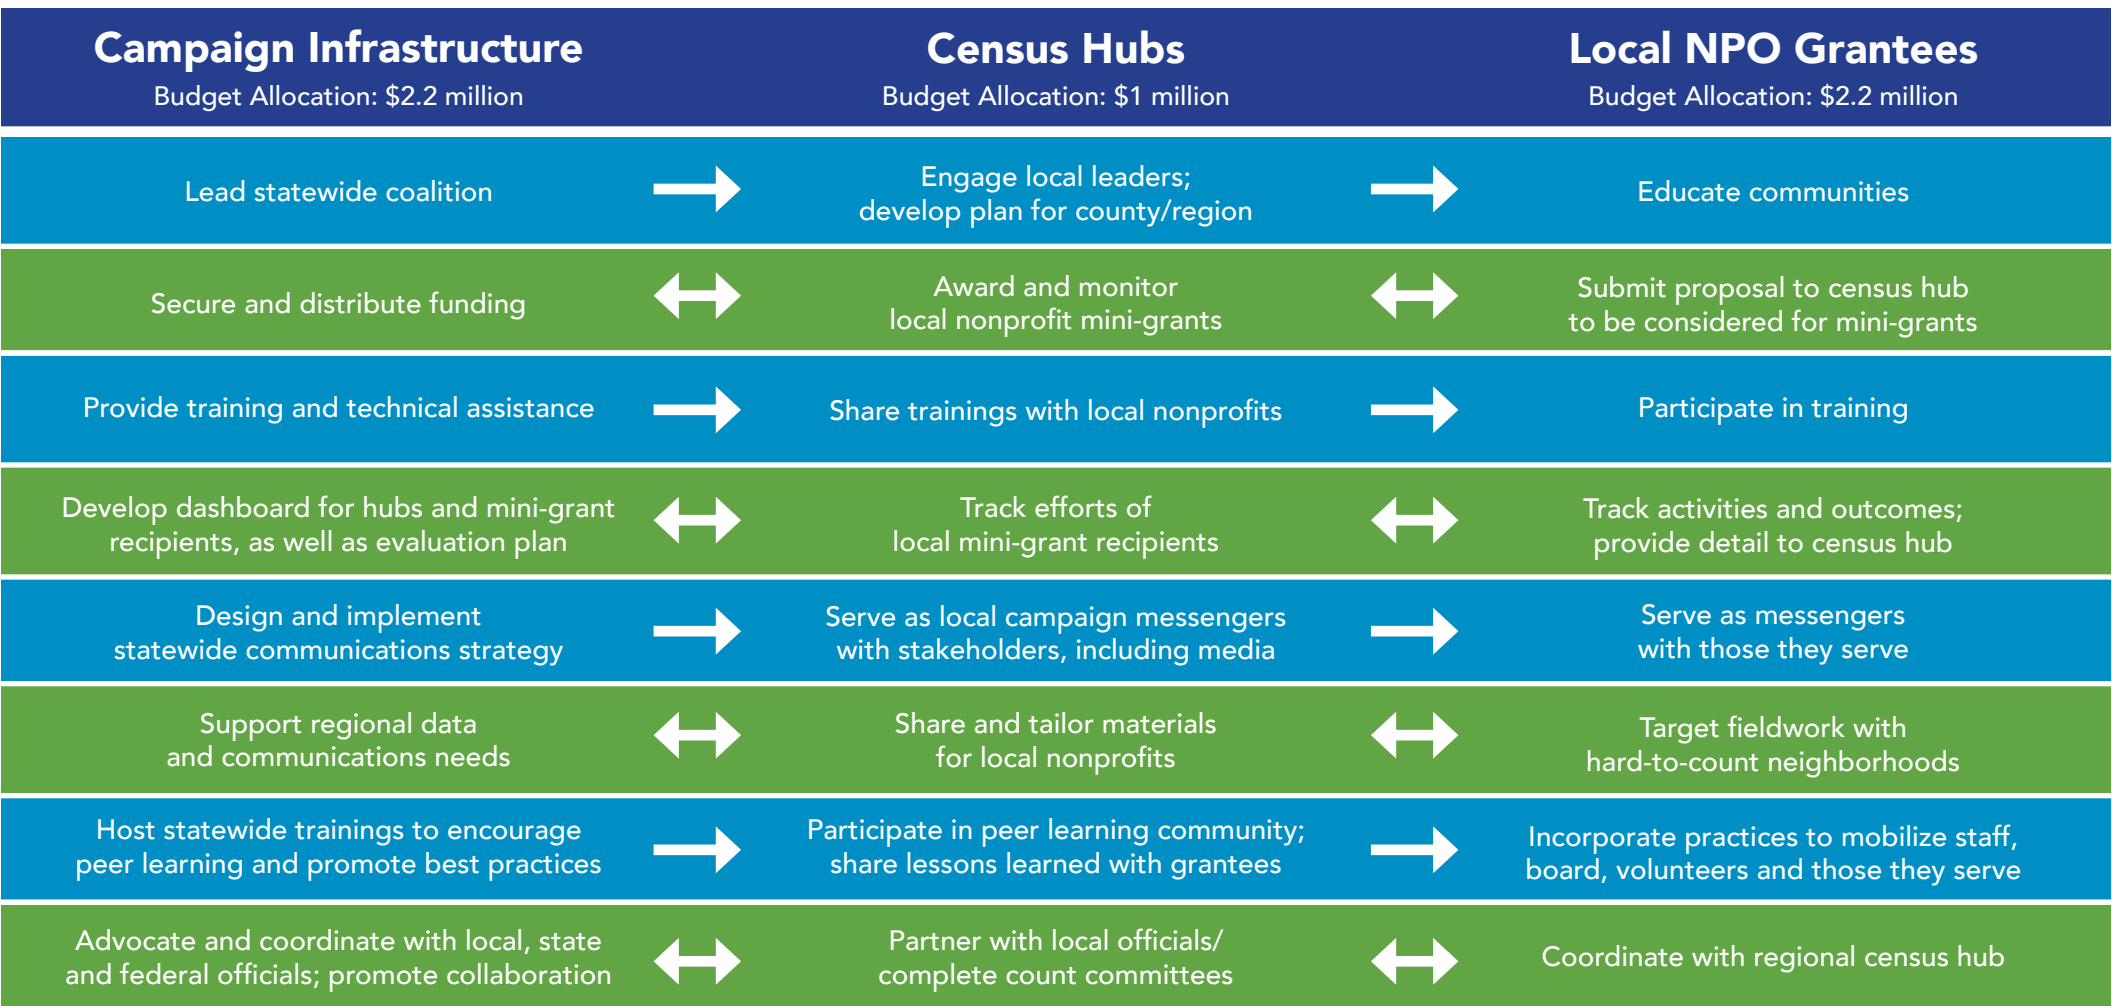 Campaign Infrastructure
Budget Allocation: $2.2 million
Census Hubs
Budget Allocation: $1 million
Local NPO Grantees
Budget Allocation: $2.2 million
Lead statewide coalition
Engage local leaders;
develop plan for county/region
Educate communities
Secure and distribute funding
Award and monitor
local nonprofit mini-grants
Submit proposal to census hub
to be considered for mini-grants
Provide training and technical assistance
Share trainings with local nonprofits
Participate in training
Develop dashboard for hubs and mini-grant
recipients, as well as evaluation plan
Track efforts of
local mini-grant recipients
Track activities and outcomes;
provide detail to census hub
Design and implement
statewide communications strategy
Serve as local campaign messengers
with stakeholders, including media
Serve as messengers
with those they serve
Support regional data
and communications needs
Share and tailor materials
for local nonprofits
Target fieldwork with
hard-to-count neighborhoods
Host statewide trainings to encourage
peer learning and promote best practices
Participate in peer learning community;
share lessons learned with grantees
Incorporate practices to mobilize staff,
board, volunteers and those they serve
Advocate and coordinate with local, state
and federal officials; promote collaboration
Partner with local officials/
complete count committees
Coordinate with regional census hub